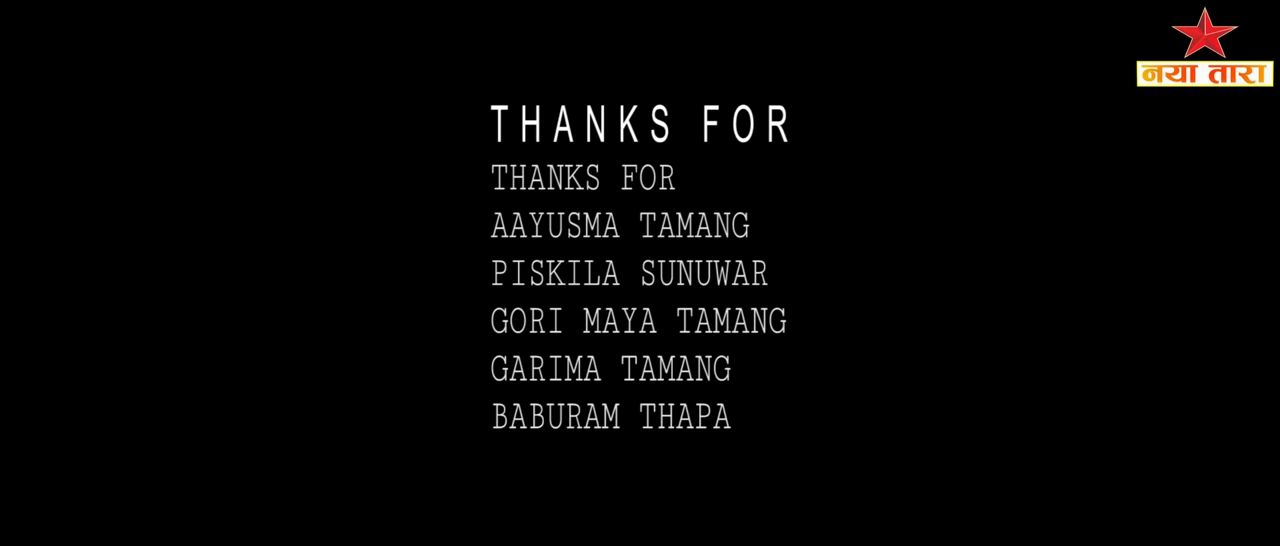 नया तारा
THANKS FOR
THANKS FOR
AAYUSMA TAMANG
PISKILA SUNUWAR
GORI MAYA TAMANG
GARIMA TAMANG
BABURAM THAPA